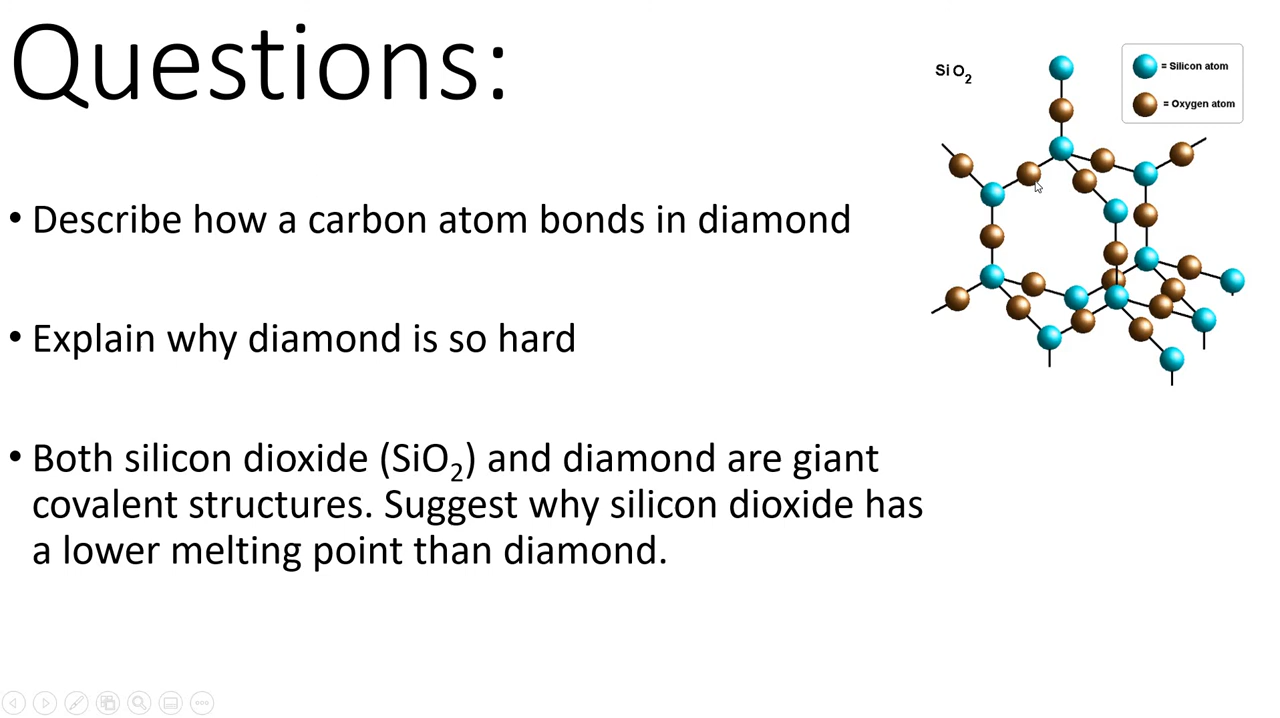 Questions:
Si O₂
= Silicon atom
= Oxygen atom
• Describe how a carbon atom bonds in diamond
• Explain why diamond is so hard
• Both silicon dioxide (SiO₂) and diamond are giant
covalent structures. Suggest why silicon dioxide has
a lower melting point than diamond.